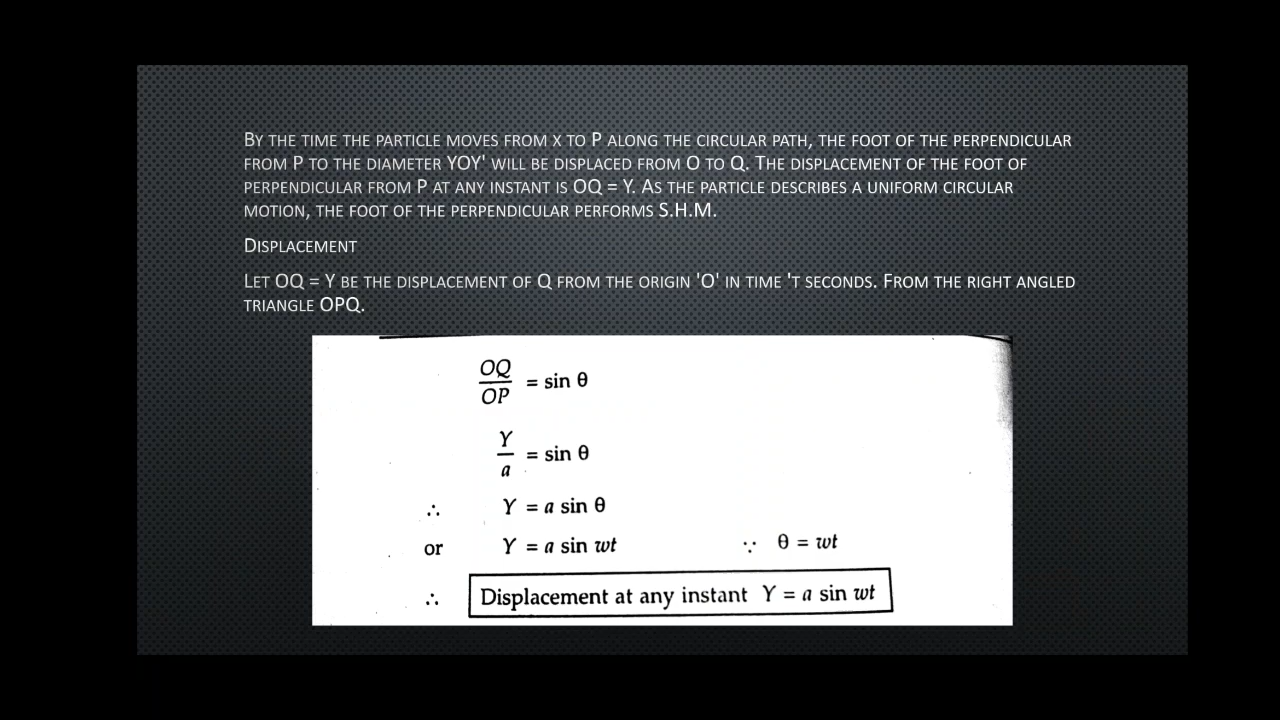 BY THE TIME THE PARTICLE MOVES FROM X TO P ALONG THE CIRCULAR PATH, THE FOOT OF THE PERPENDICULAR
FROM P TO THE DIAMETER YOY' WILL BE DISPLACED FROM O TO Q. THE DISPLACEMENT OF THE FOOT OF
PERPENDICULAR FROM P AT ANY INSTANT IS OQ = Y. AS THE PARTICLE DESCRIBES A UNIFORM CIRCULAR
MOTION, THE FOOT OF THE PERPENDICULAR PERFORMS S.H.M.
DISPLACEMENT
LET OQ = Y BE THE DISPLACEMENT OF Q FROM THE ORIGIN 'O' IN TIME 'T SECONDS. FROM THE RIGHT ANGLED
TRIANGLE OPQ.
OQ/OP = sin θ
Y/a = sin θ
∴ Y = a sin θ
or Y = a sin wt ∵ θ = wt
∴ Displacement at any instant Y = a sin wt